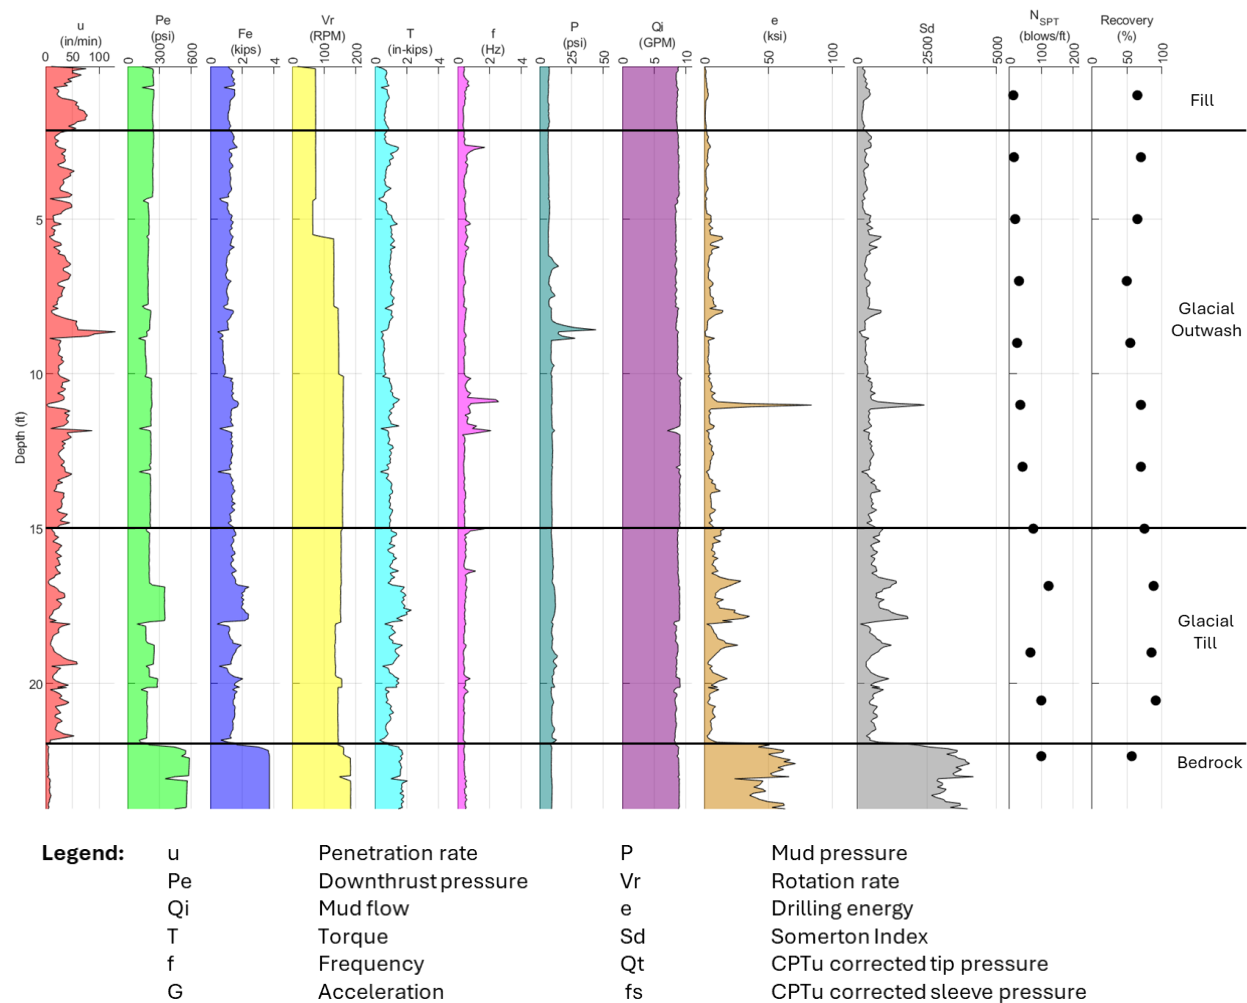 u
(in/min)
0 50 100
Pe
(psi)
0 300 600
Fe
(kips)
0 2 4
Vr
(RPM)
0 100 200
T
(in-kips)
0 2 4
f
(Hz)
0 2 4
P
(psi)
0 25 50
Qi
(GPM)
0 5 10
e
(ksi)
0 50 100
Sd
0 2500 5000
NSPT
(blows/ft)
0 100 200
Recovery
(%)
0 50 100
Depth (ft)
5
10
15
20
Fill
Glacial
Outwash
Glacial
Till
Bedrock
Legend:
u Penetration rate P Mud pressure
Pe Downthrust pressure Vr Rotation rate
Qi Mud flow e Drilling energy
T Torque Sd Somerton Index
f Frequency Qt CPTu corrected tip pressure
G Acceleration fs CPTu corrected sleeve pressure